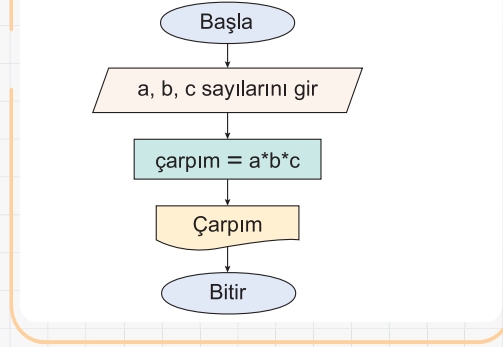 Başla
a, b, c sayılarını gir
çarpım = a*b*c
Çarpım
Bitir